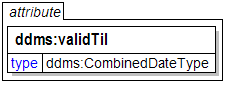 attribute
ddms:validTil
type ddms:CombinedDateType